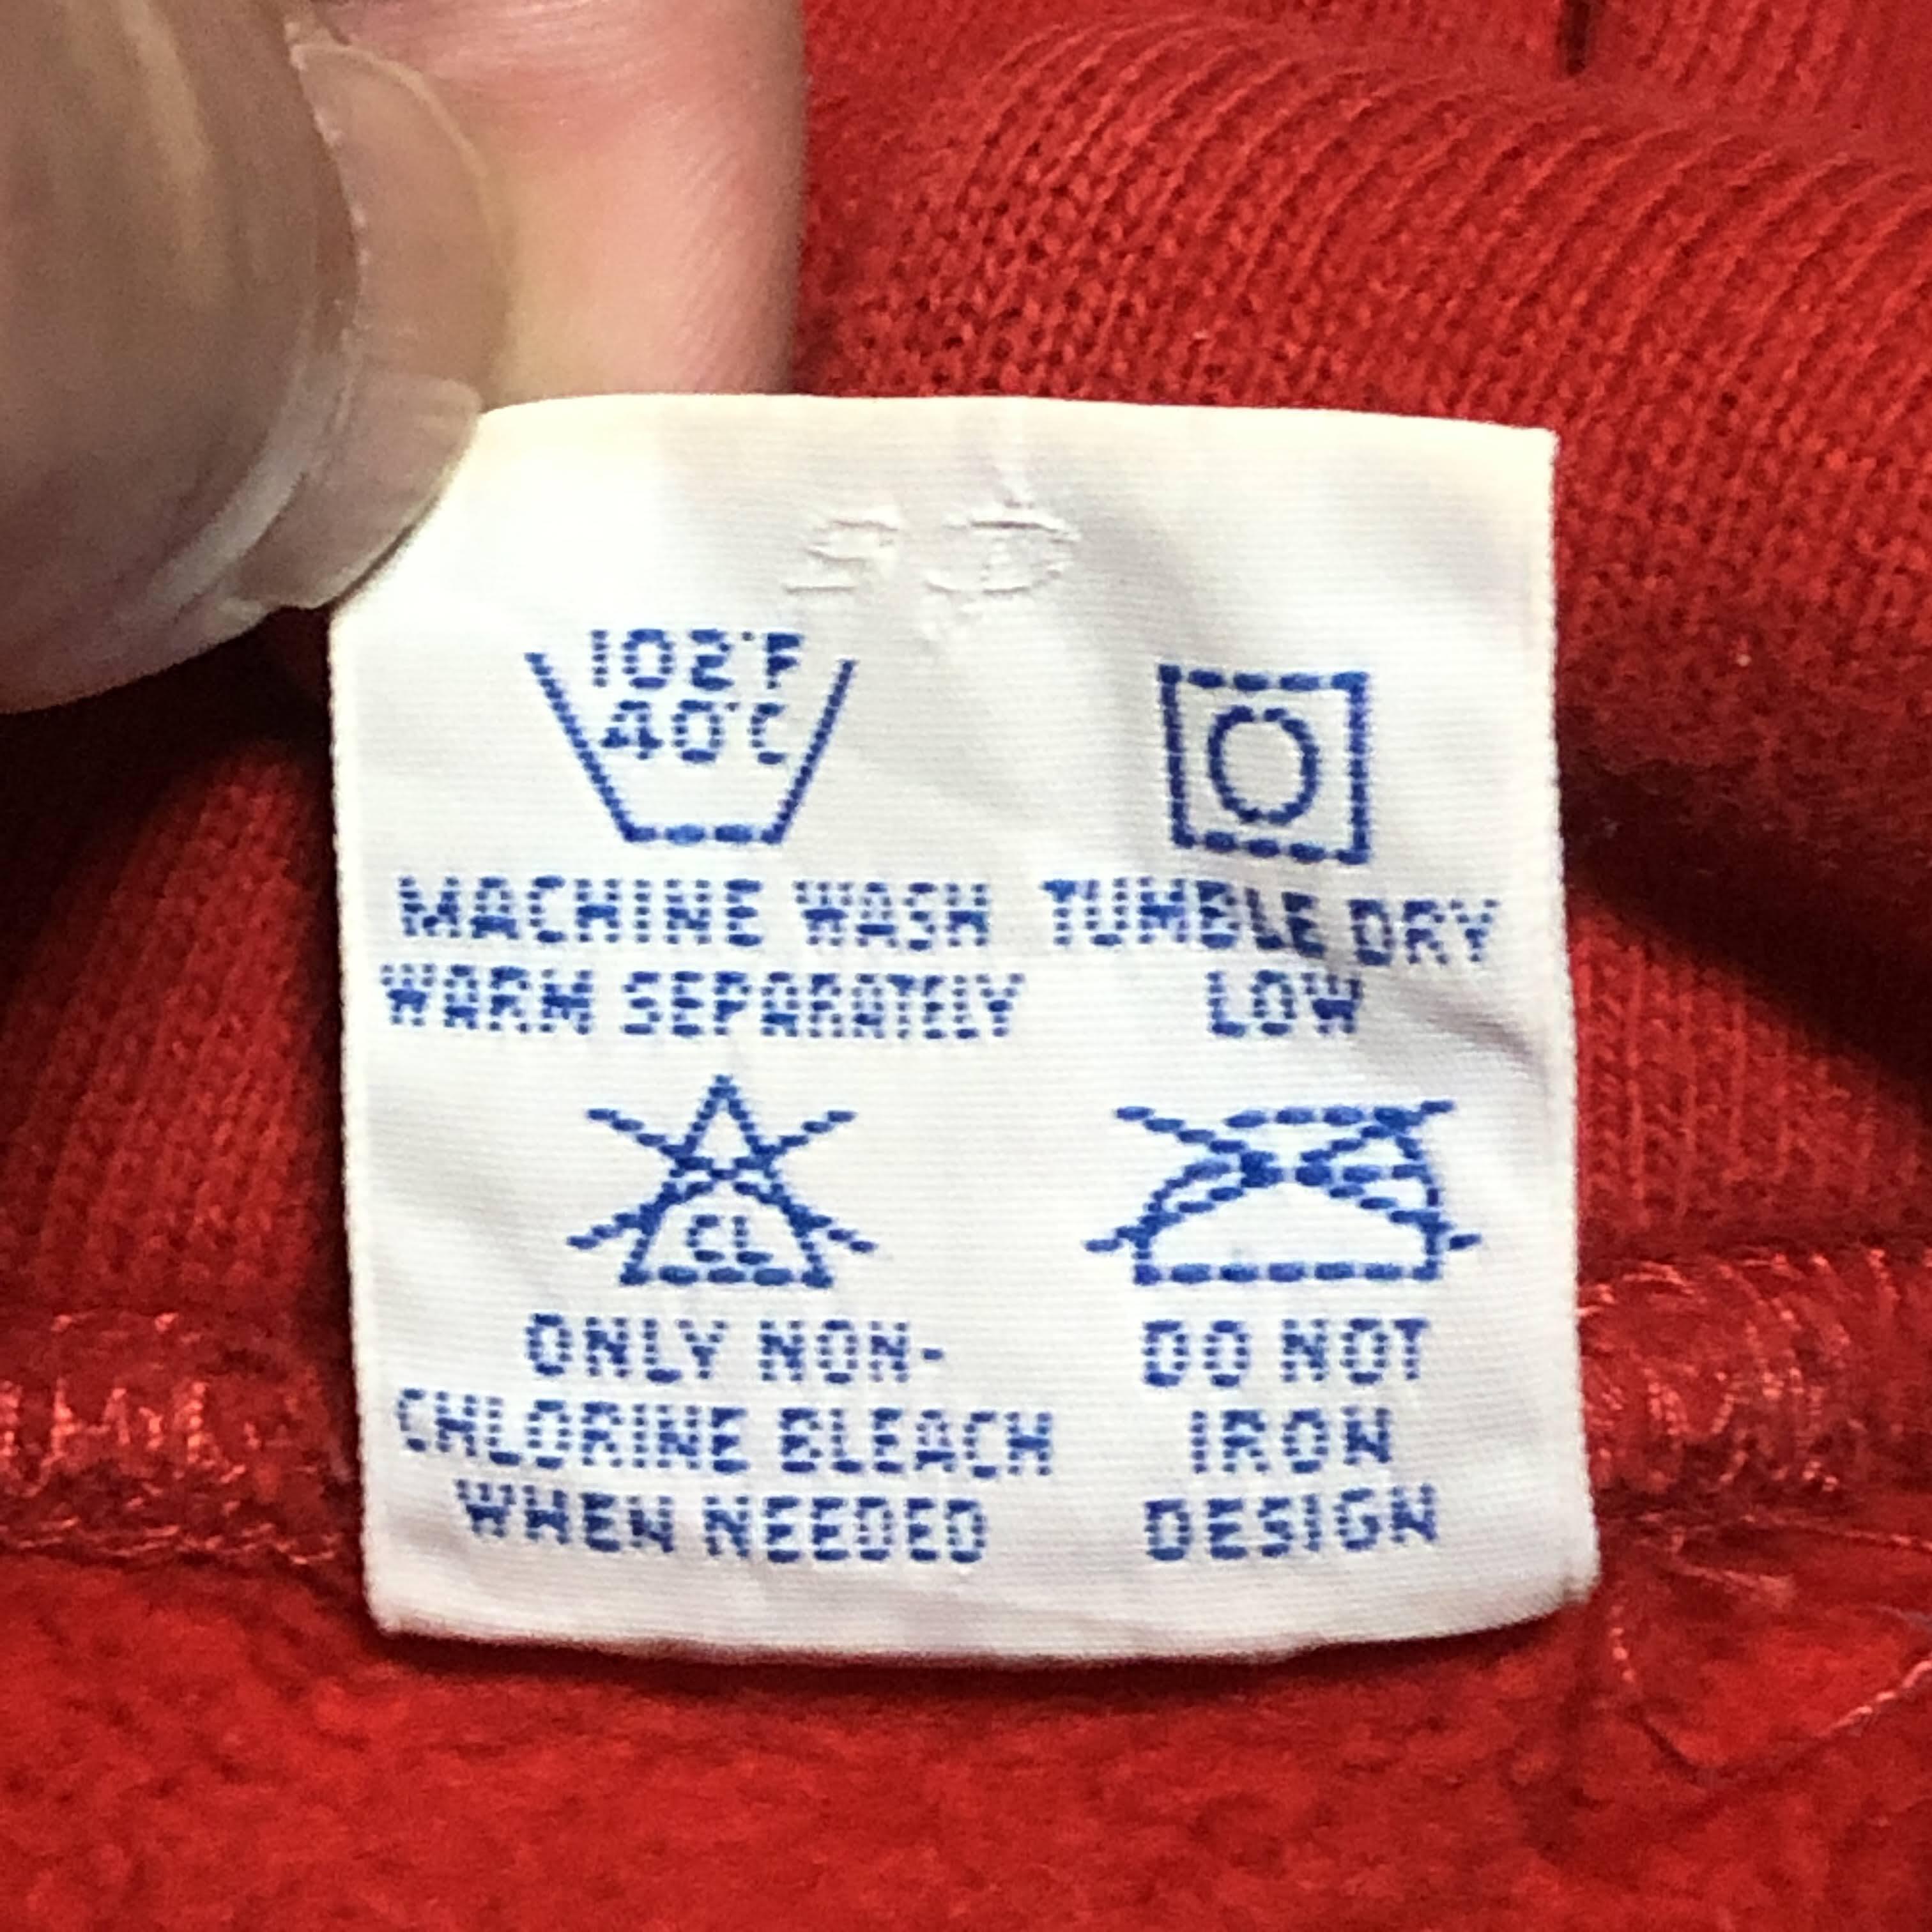 102°F
40°C
MACHINE WASH
WARM SEPARATELY
TUMBLE DRY
LOW
CL
ONLY NON-
CHLORINE BLEACH
WHEN NEEDED
DO NOT
IRON
DESIGN